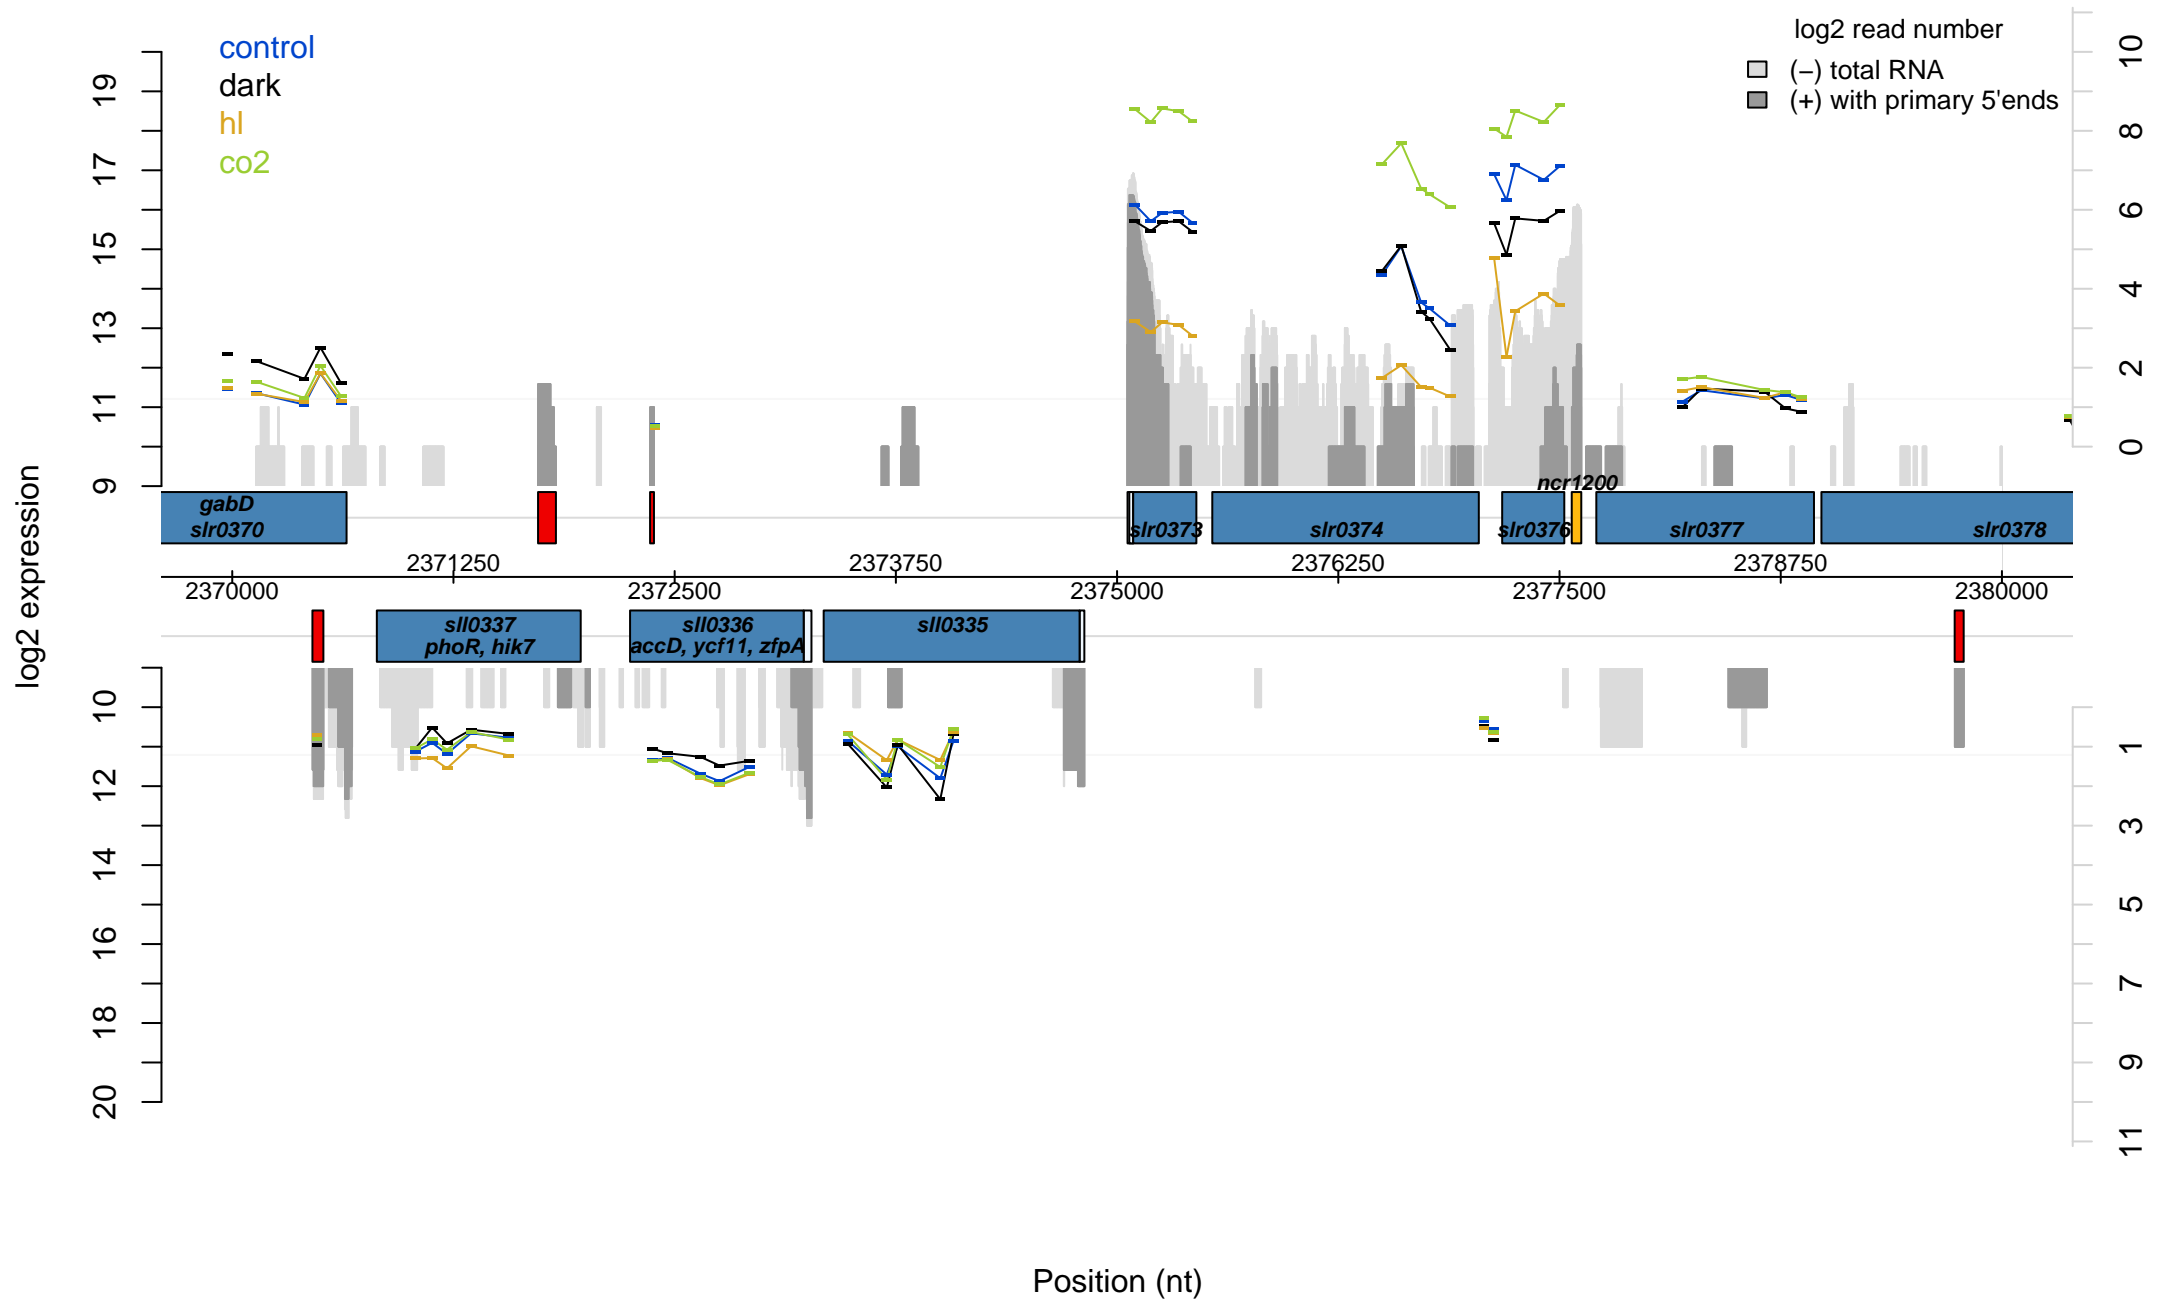 control
dark
hl
co2
log2 read number
(−) total RNA
(+) with primary 5'ends
19
17
15
13
11
9
10
8
6
4
2
0
log2 expression
ncr1200
gabD
slr0370
slr0373
slr0374
slr0376
slr0377
slr0378
2371250
2373750
2376250
2378750
2370000
2372500
2375000
2377500
2380000
sll0337
phoR, hik7
sll0336
accD, ycf11, zfpA
sll0335
10
12
14
16
18
20
1
3
5
7
9
11
Position (nt)